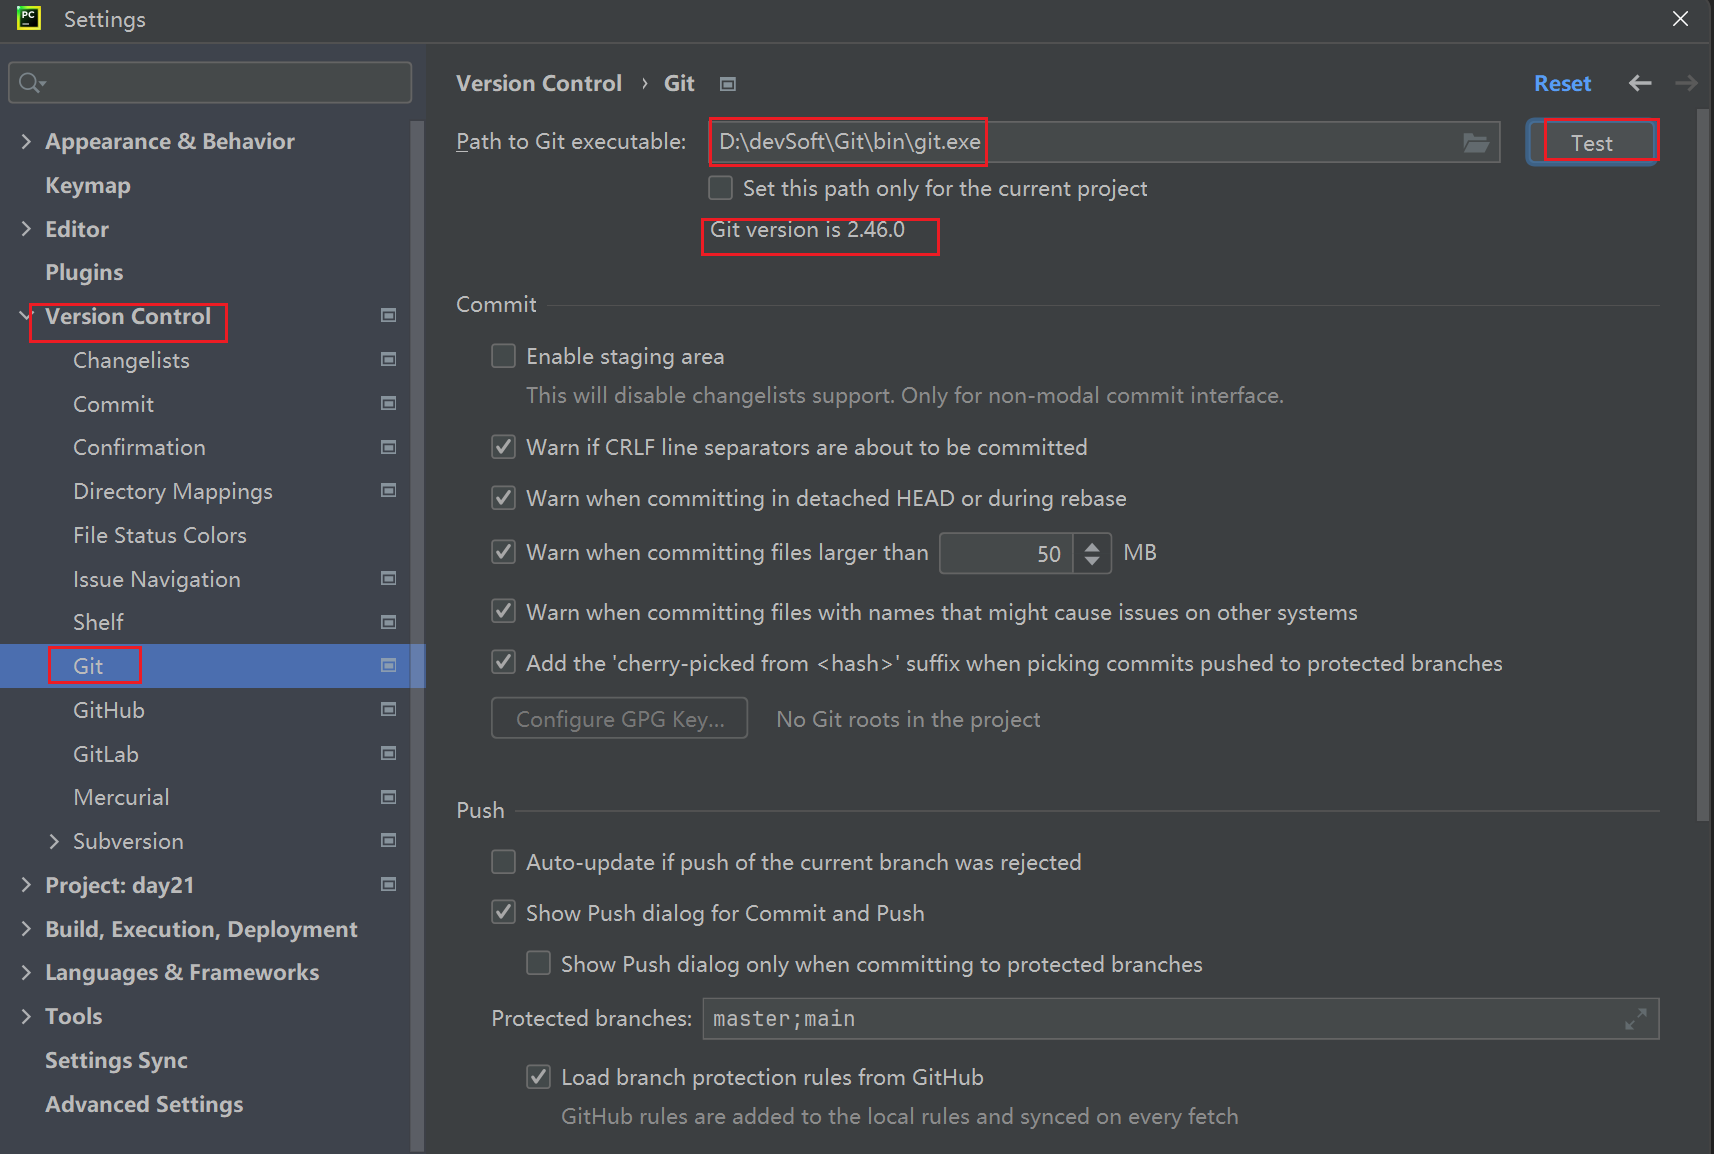 PC
Settings
Appearance & Behavior
Keymap
Editor
Plugins
Version Control
Changelists
Commit
Confirmation
Directory Mappings
File Status Colors
Issue Navigation
Shelf
Git
GitHub
GitLab
Mercurial
Subversion
Project: day21
Build, Execution, Deployment
Languages & Frameworks
Tools
Settings Sync
Advanced Settings
Version Control › Git
Reset
Path to Git executable: D:\devSoft\Git\bin\git.exe Test
Set this path only for the current project
Git version is 2.46.0
Commit
Enable staging area
This will disable changelists support. Only for non-modal commit interface.
Warn if CRLF line separators are about to be committed
Warn when committing in detached HEAD or during rebase
Warn when committing files larger than 50 MB
Warn when committing files with names that might cause issues on other systems
Add the 'cherry-picked from <hash>' suffix when picking commits pushed to protected branches
Configure GPG Key... No Git roots in the project
Push
Auto-update if push of the current branch was rejected
Show Push dialog for Commit and Push
Show Push dialog only when committing to protected branches
Protected branches: master;main
Load branch protection rules from GitHub
GitHub rules are added to the local rules and synced on every fetch